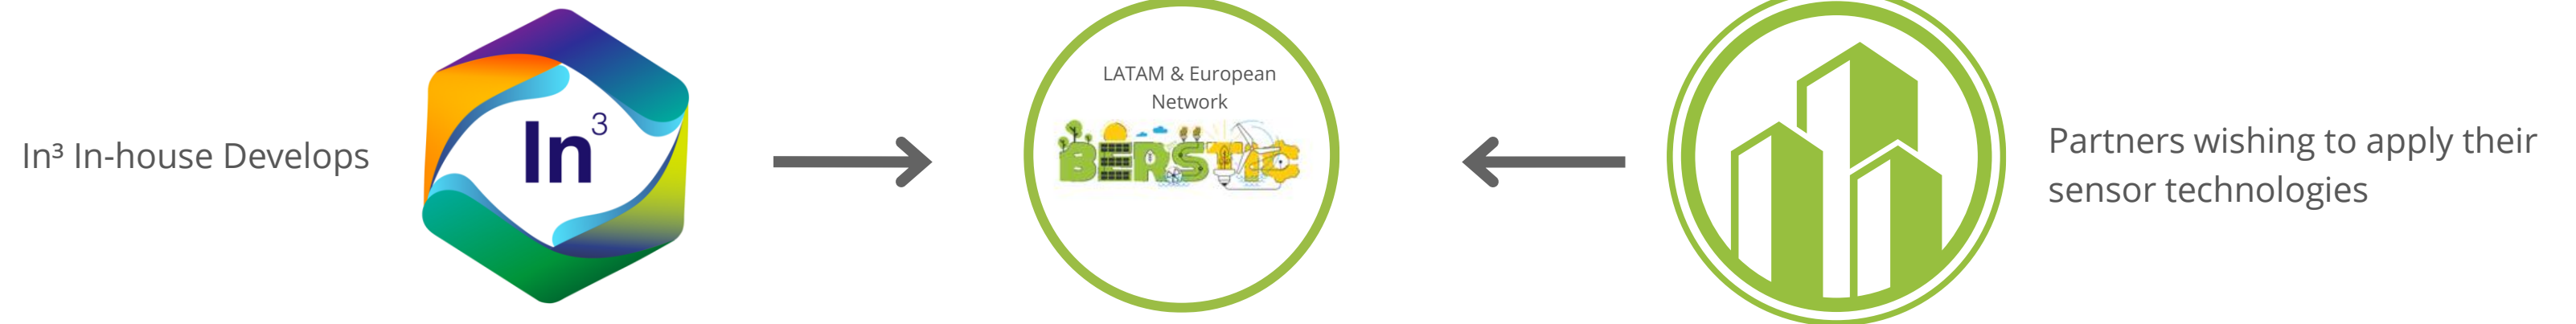 In³ In-house Develops
In³
LATAM & European
Network
BERSTIC
Partners wishing to apply their
sensor technologies